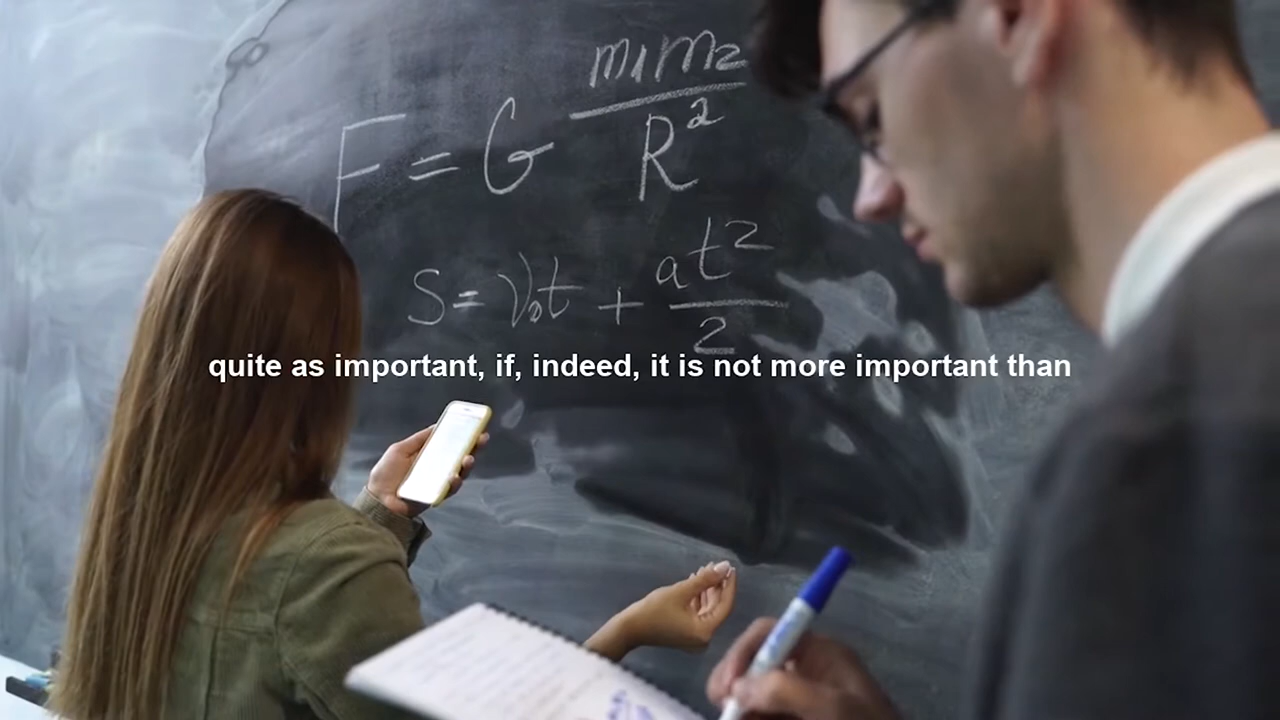 F = G m1m2 / R²
S = V₀t + at² / 2
quite as important, if, indeed, it is not more important than